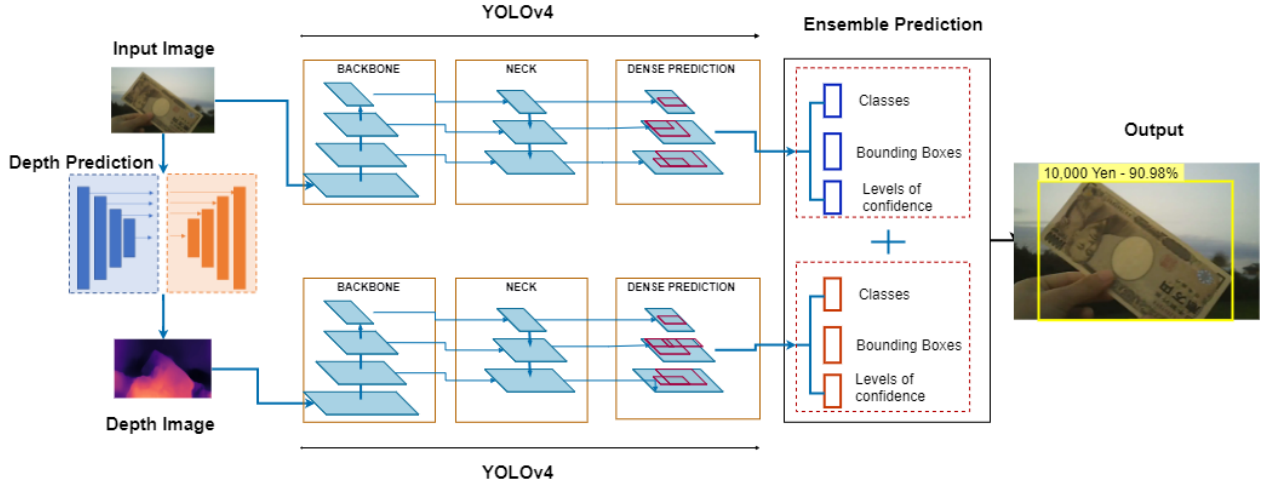 YOLOv4
Ensemble Prediction
Input Image
BACKBONE
NECK
DENSE PREDICTION
Classes
Bounding Boxes
Levels of
confidence
Depth Prediction
Output
10,000 Yen - 90.98%
BACKBONE
NECK
DENSE PREDICTION
Classes
Bounding Boxes
Levels of
confidence
Depth Image
YOLOv4